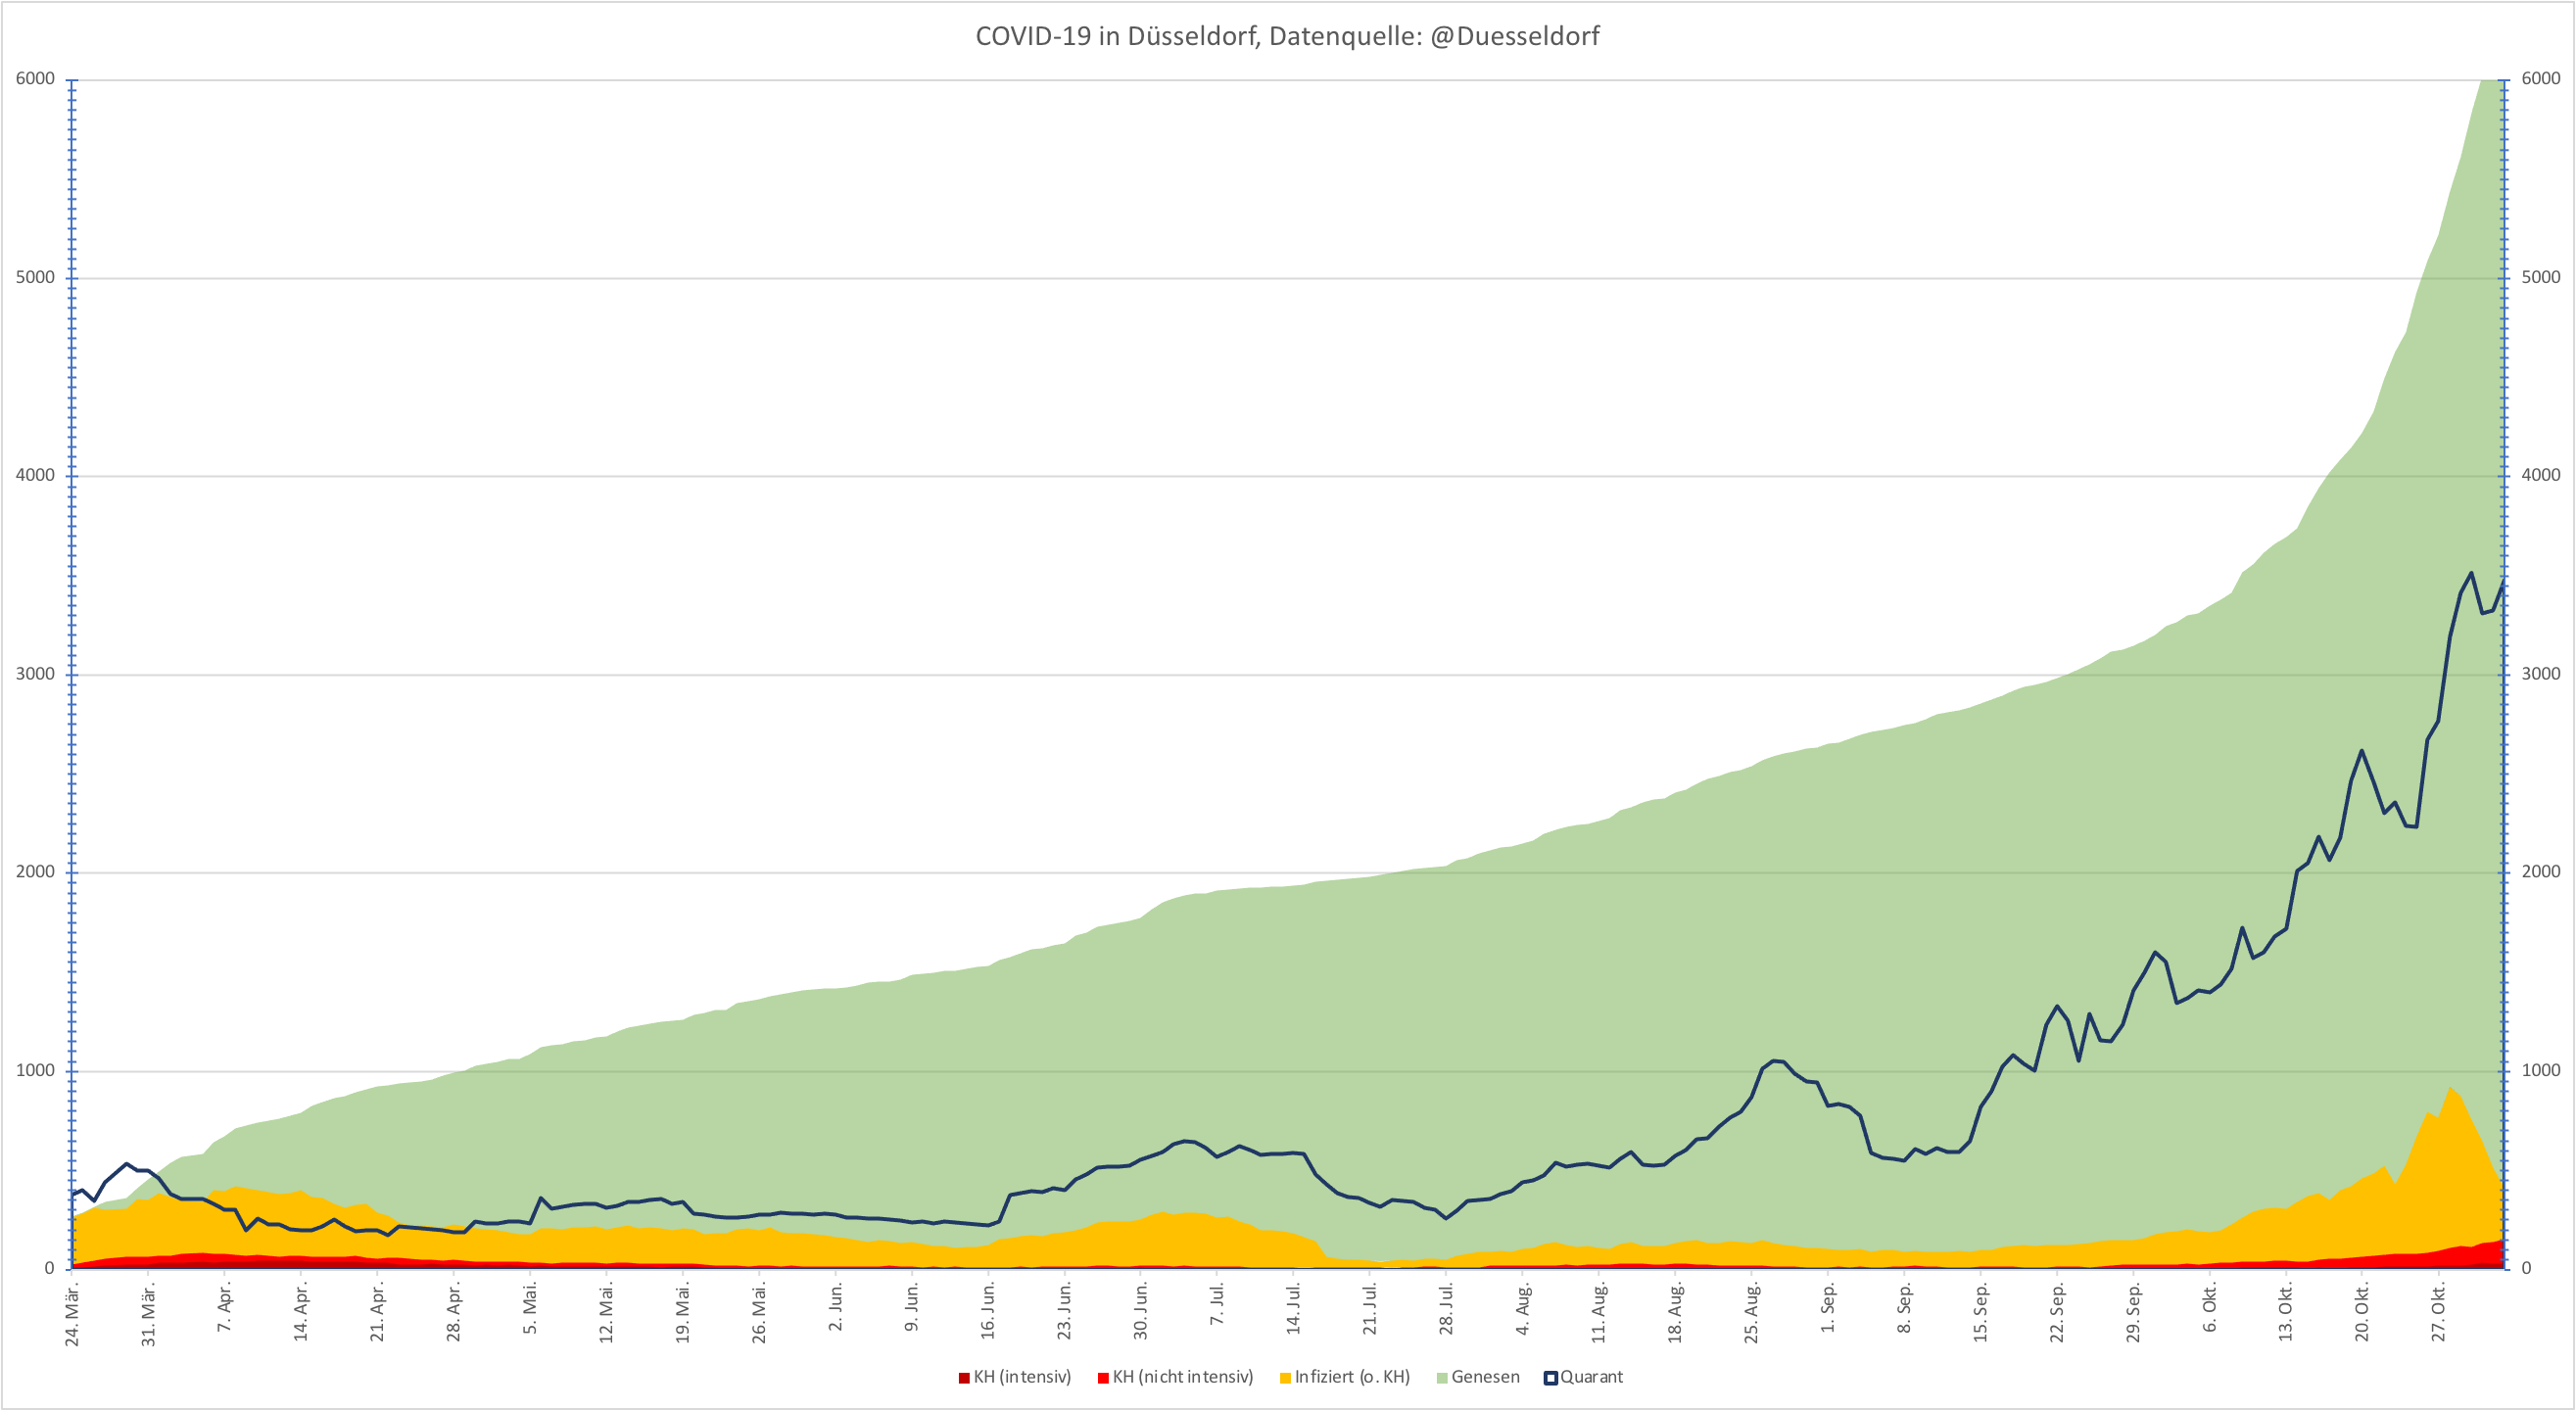 COVID-19 in Düsseldorf, Datenquelle: @Duesseldorf
6000 6000
5000 5000
4000 4000
3000 3000
2000 2000
1000 1000
0 0
24. Mär. 31. Mär. 7. Apr. 14. Apr. 21. Apr. 28. Apr. 5. Mai. 12. Mai. 19. Mai. 26. Mai. 2. Jun. 9. Jun. 16. Jun. 23. Jun. 30. Jun. 7. Jul. 14. Jul. 21. Jul. 28. Jul. 4. Aug. 11. Aug. 18. Aug. 25. Aug. 1. Sep. 8. Sep. 15. Sep. 22. Sep. 29. Sep. 6. Okt. 13. Okt. 20. Okt. 27. Okt.
KH (intensiv) KH (nicht intensiv) Infiziert (o. KH) Genesen Quarant